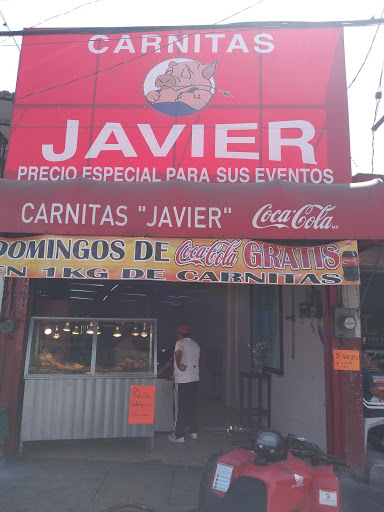 CARNITAS
JAVIER
PRECIO ESPECIAL PARA SUS EVENTOS
CARNITAS "JAVIER" Coca-Cola
DOMINGOS DE Coca-Cola GRATIS
EN 1KG DE CARNITAS